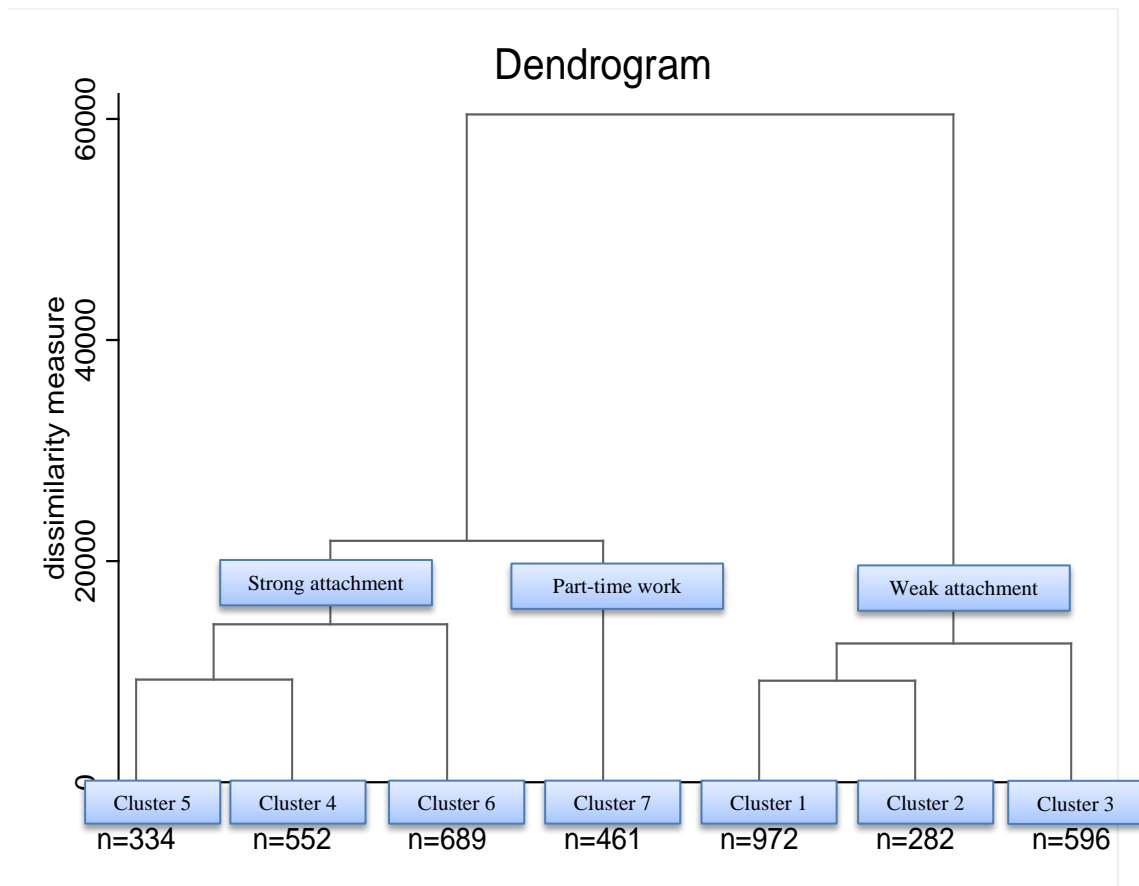 Dendrogram
60000
40000
20000
0
dissimilarity measure
Strong attachment
Part-time work
Weak attachment
Cluster 5
Cluster 4
Cluster 6
Cluster 7
Cluster 1
Cluster 2
Cluster 3
n=334
n=552
n=689
n=461
n=972
n=282
n=596